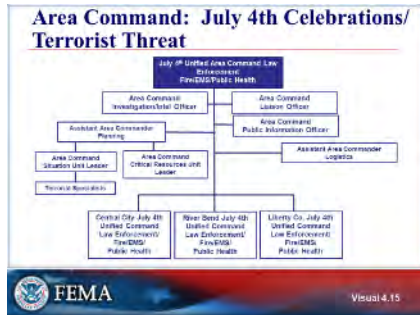 Area Command: July 4th Celebrations/
Terrorist Threat
July 4th Unified Area Command Law
Enforcement
Fire/EMS/Public Health
Area Command
Investigation/Intel Officer
Area Command
Liaison Officer
Area Command
Public Information Officer
Assistant Area Commander
Planning
Assistant Area Commander
Logistics
Area Command
Situation Unit Leader
Area Command
Critical Resources Unit
Leader
Terrorist Specialists
Central City July 4th
Unified Command
Law Enforcement/
Fire/EMS/
Public Health
River Bend July 4th
Unified Command
Law Enforcement/
Fire/EMS/
Public Health
Liberty Co. July 4th
Unified Command
Law Enforcement/
Fire/EMS/
Public Health
FEMA
Visual 4.15